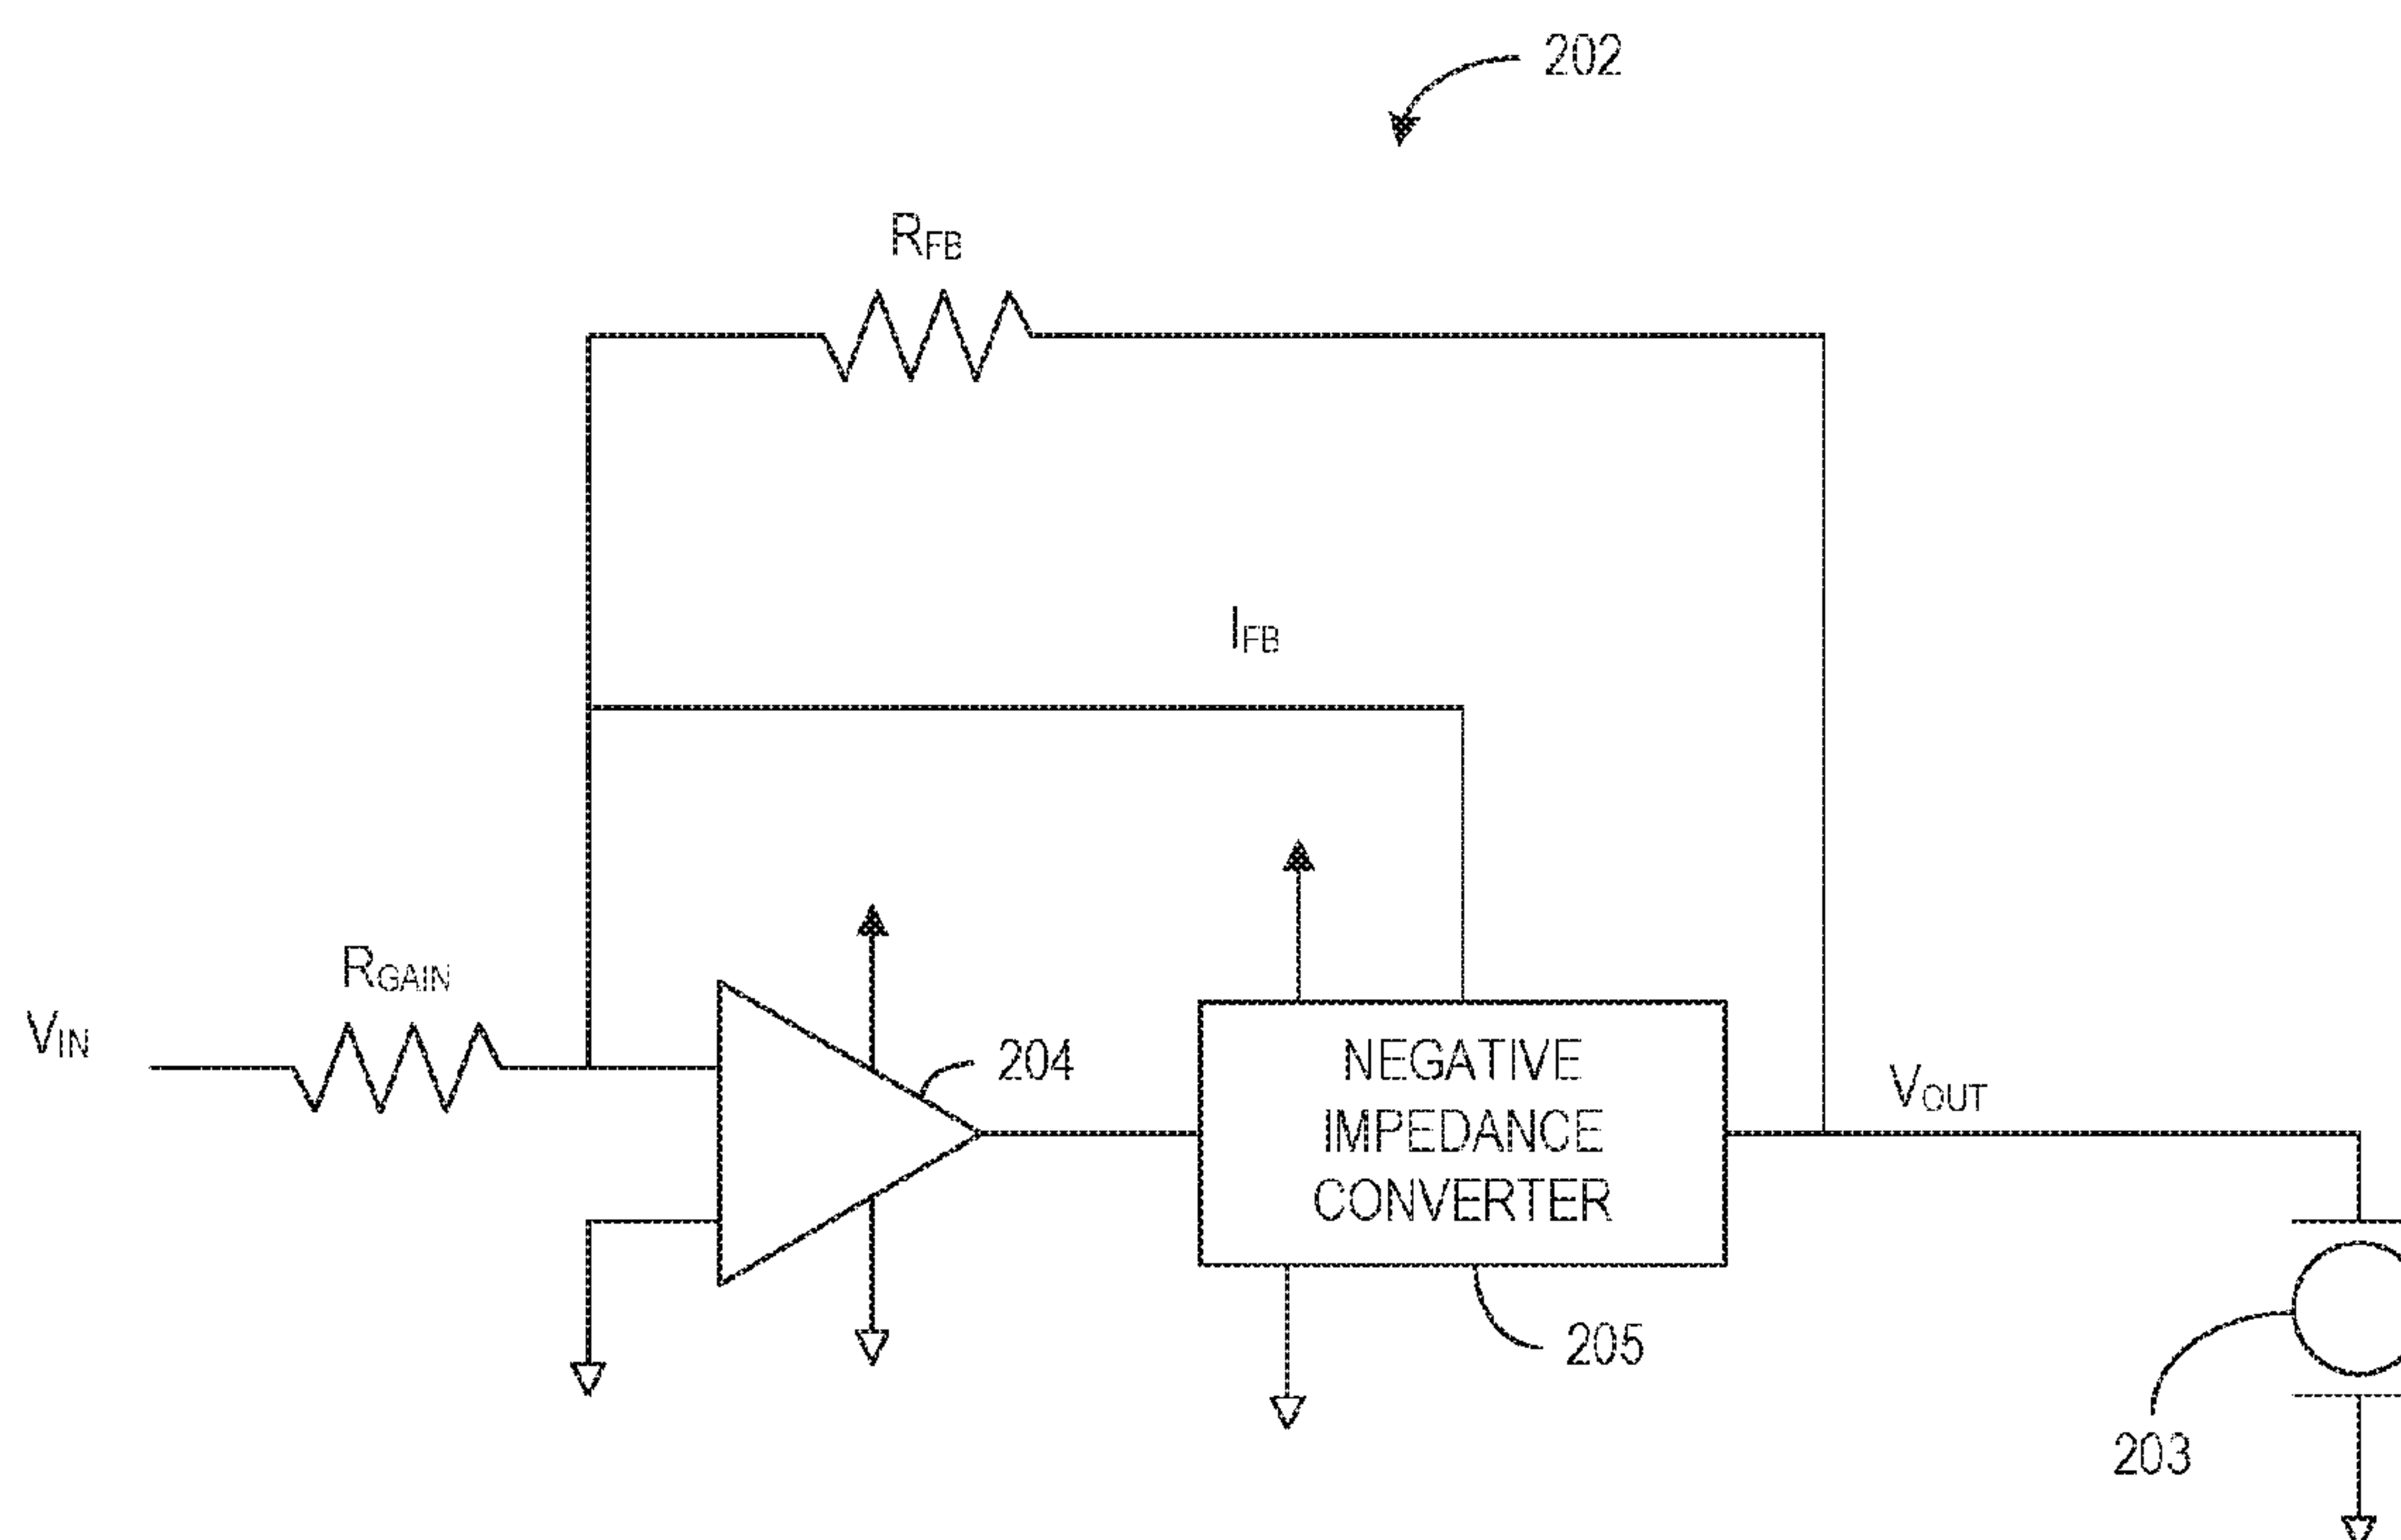 202
RFB
IFB
RGAIN
VIN
204
NEGATIVE
IMPEDANCE
CONVERTER
VOUT
205
203